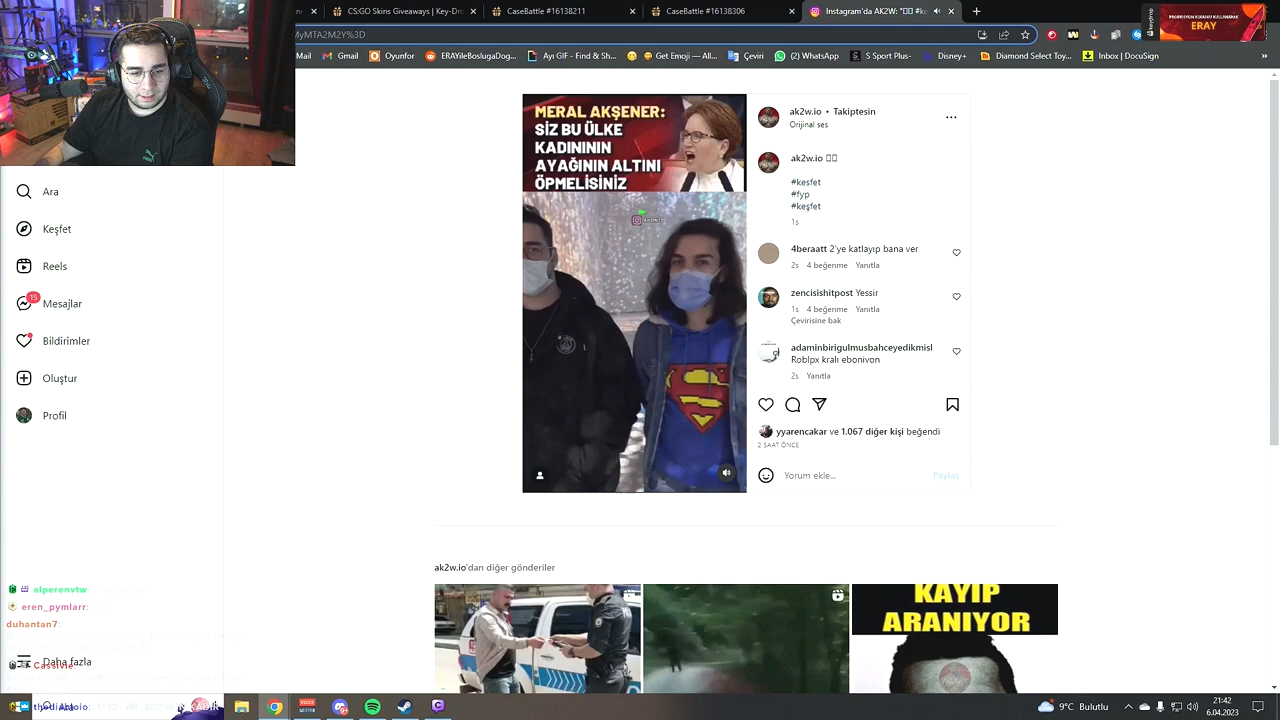 CS:GO Skins Giveaways | Key-Dro
CaseBattle #16138211
CaseBattle #16138306
PROMOSYON KODUNU KULLANARAK
keydrop
ERAY
MyMTA2M2Y%3D
Mail
Gmail
Oyunfor
ERAYileBoslugaDog...
Ayı GIF - Find & Sh...
Get Emoji — All...
Çeviri
(2) WhatsApp
S Sport Plus-
Disney+
Diamond Select Toy...
Inbox | DocuSign
Ara
Keşfet
Reels
15
Mesajlar
Bildirimler
Oluştur
Profil
Daha fazla
MERAL AKŞENER:
SİZ BU ÜLKE
KADINININ
AYAĞININ ALTINI
ÖPMELİSİNİZ
AK2W.IO
ak2w.io • Takiptesin
Orijinal ses
ak2w.io
#kesfet
#fyp
#keşfet
1s
4beraatt 2'ye katlayıp bana ver
2s 4 beğenme Yanıtla
zencisishitpost Yessir
1s 4 beğenme Yanıtla
Çevirisine bak
adaminbirigulmusbahceyedikmisl
Roblpx kralı ebonivon
2s Yanıtla
yyarencakar ve 1.067 diğer kişi beğendi
2 SAAT ÖNCE
Yorum ekle...
Paylaş
ak2w.io'dan diğer gönderiler
KAYIP
ARANIYOR
alperenvtw:
eren_pymlarr:
duhantan7:
9°C Bulutlu
21:42
6.04.2023